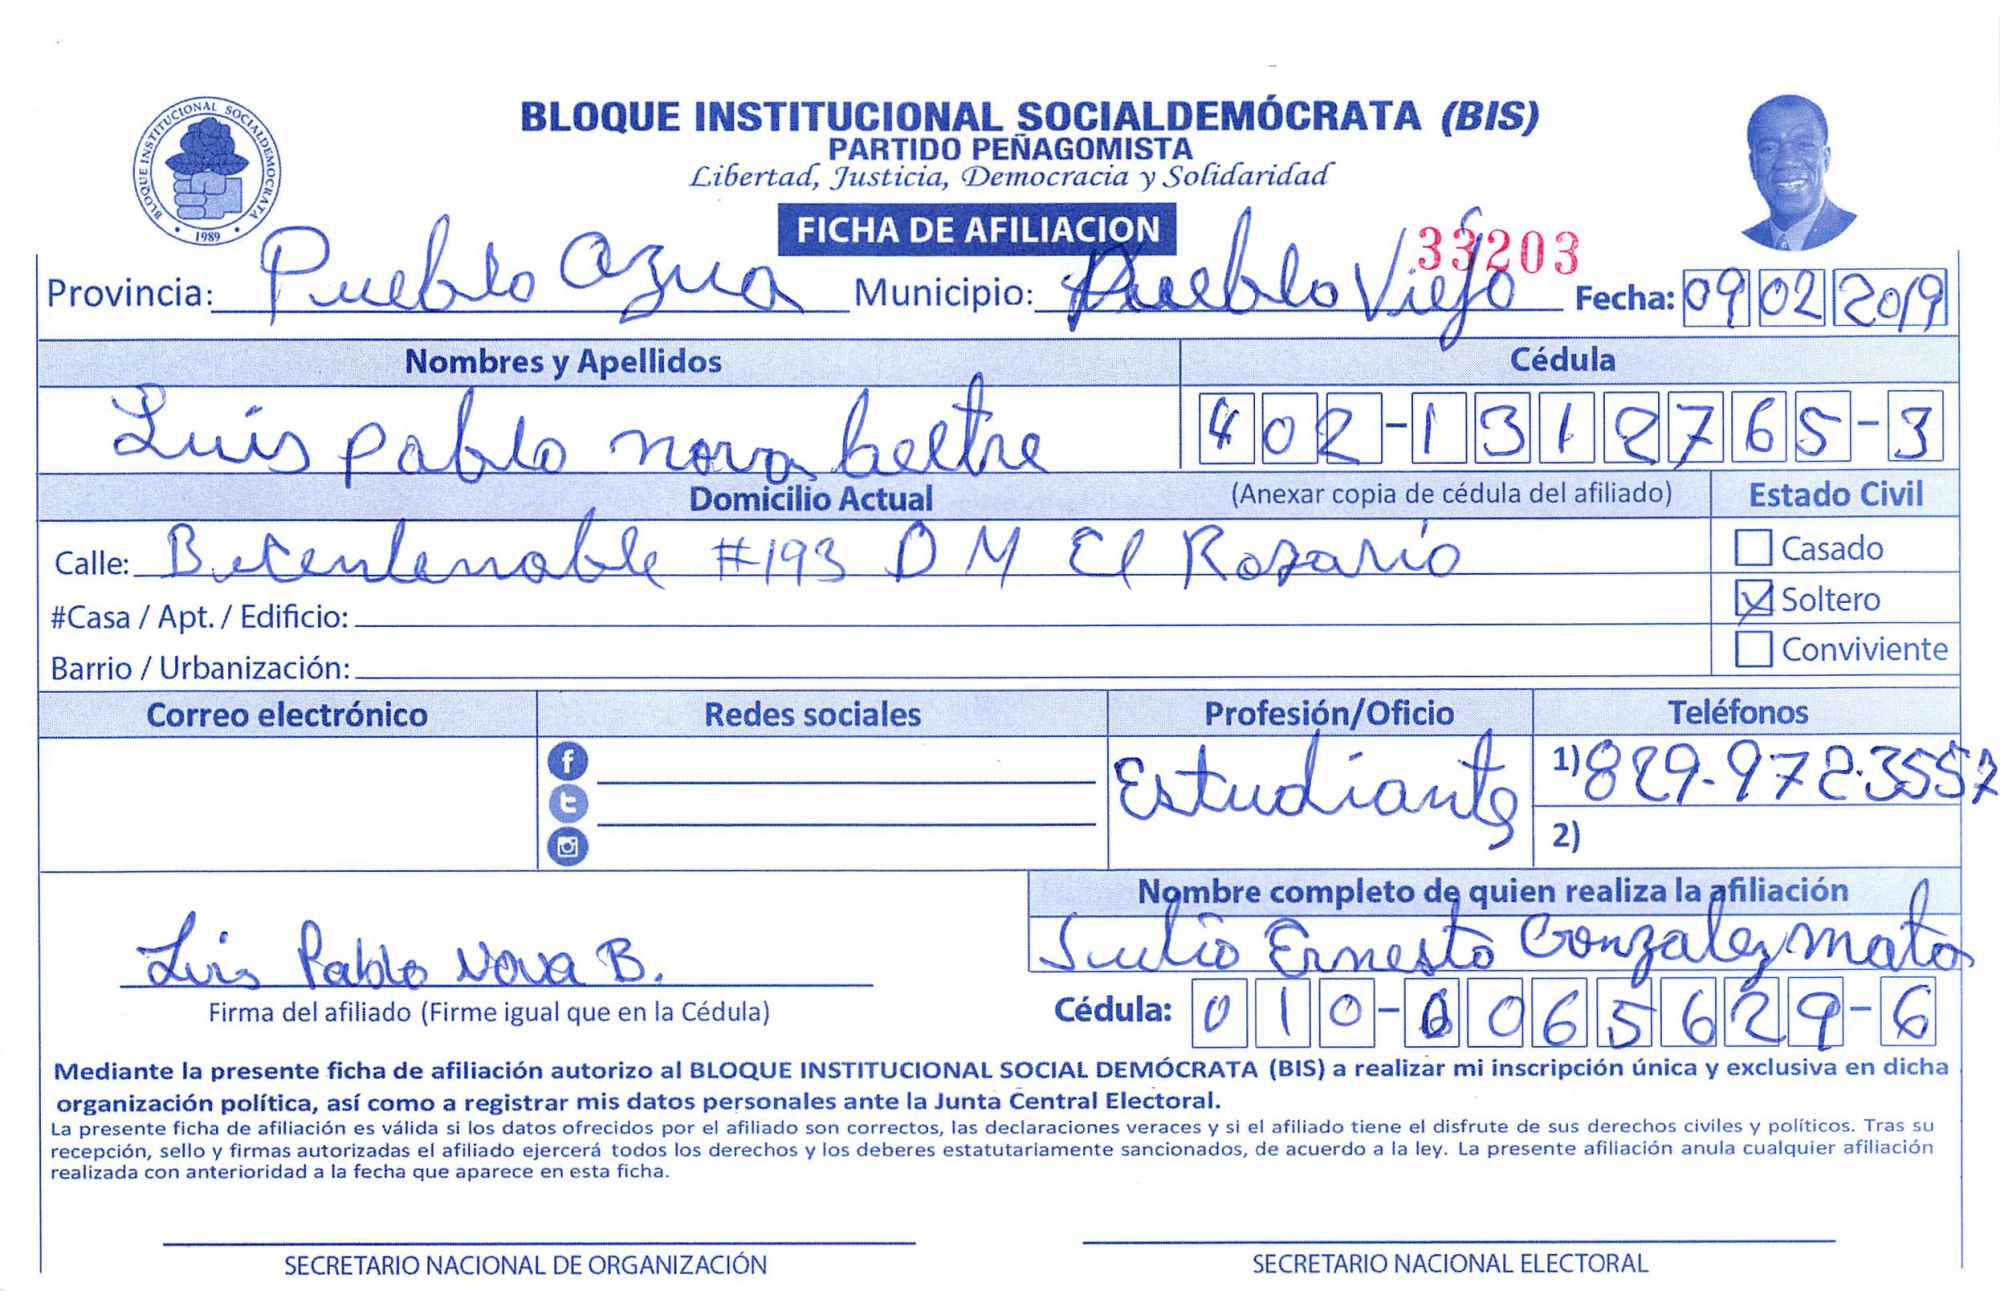 BLOQUE INSTITUCIONAL SOCIALDEMÓCRATA (BIS)
PARTIDO PEÑAGOMISTA
Libertad, Justicia, Democracia y Solidaridad
BLOQUE INSTITUCIONAL SOCIALDEMOCRATA
1989
FICHA DE AFILIACION
33203
Provincia: Pueblo Azua Municipio: Pueblo Viejo Fecha: 09 02 2019
Nombres y Apellidos Cédula
Luis pablo nova beltre 402-1312765-3
Domicilio Actual (Anexar copia de cédula del afiliado) Estado Civil
Calle: #193 D M El Rosario
Casado
#Casa / Apt. / Edificio:
Soltero
Barrio / Urbanización:
Conviviente
Correo electrónico Redes sociales Profesión/Oficio Teléfonos
Estudiante 1) 829-972-3557
2)
Nombre completo de quien realiza la afiliación
Luis Pablo Nova B. Julio Ernesto Gonzalez matos
Firma del afiliado (Firme igual que en la Cédula) Cédula: 010-0065629-6
Mediante la presente ficha de afiliación autorizo al BLOQUE INSTITUCIONAL SOCIAL DEMÓCRATA (BIS) a realizar mi inscripción única y exclusiva en dicha
organización política, así como a registrar mis datos personales ante la Junta Central Electoral.
La presente ficha de afiliación es válida si los datos ofrecidos por el afiliado son correctos, las declaraciones veraces y si el afiliado tiene el disfrute de sus derechos civiles y políticos. Tras su
recepción, sello y firmas autorizadas el afiliado ejercerá todos los derechos y los deberes estatutariamente sancionados, de acuerdo a la ley. La presente afiliación anula cualquier afiliación
realizada con anterioridad a la fecha que aparece en esta ficha.
SECRETARIO NACIONAL DE ORGANIZACIÓN SECRETARIO NACIONAL ELECTORAL